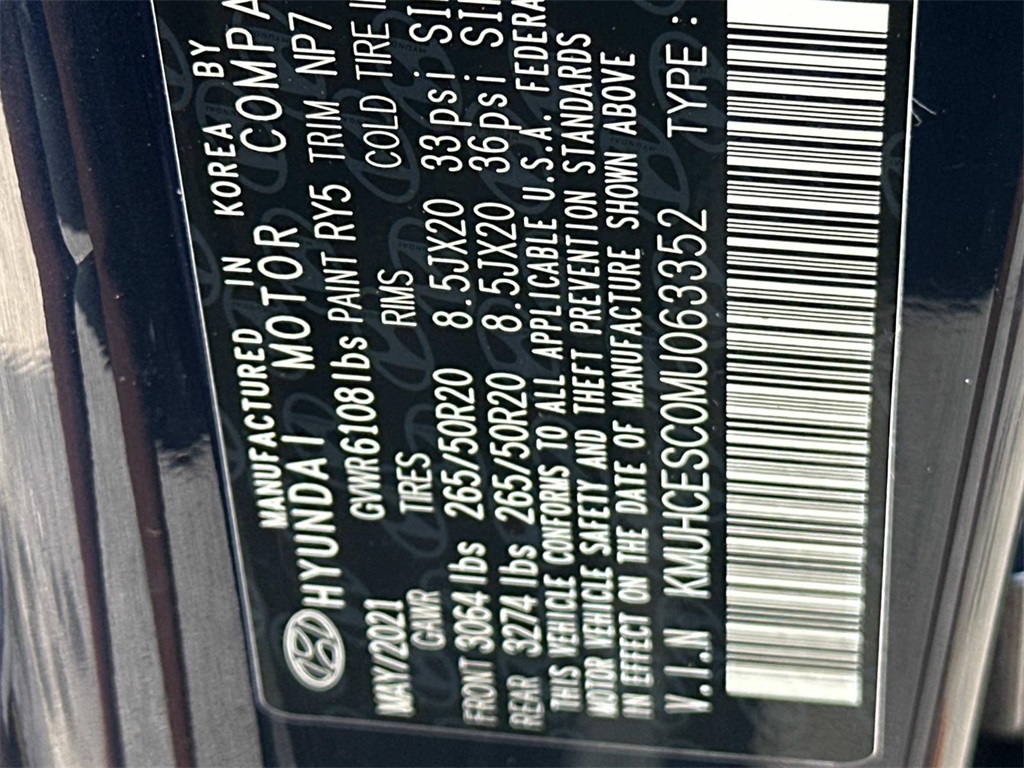 MANUFACTURED IN KOREA BY
HYUNDAI MOTOR COMPA
MAY/2021 GVWR6108lbs PAINT RY5 TRIM NP7
GAWR TIRES RIMS COLD TIRE I
FRONT 3064 lbs 265/50R20 8.5JX20 33psi SI
REAR 3274 lbs 265/50R20 8.5JX20 36psi SI
THIS VEHICLE CONFORMS TO ALL APPLICABLE U.S.A. FEDERA
MOTOR VEHICLE SAFETY AND THEFT PREVENTION STANDARDS
IN EFFECT ON THE DATE OF MANUFACTURE SHOWN ABOVE
V.I.N KMUHCESC0MU063352 TYPE: